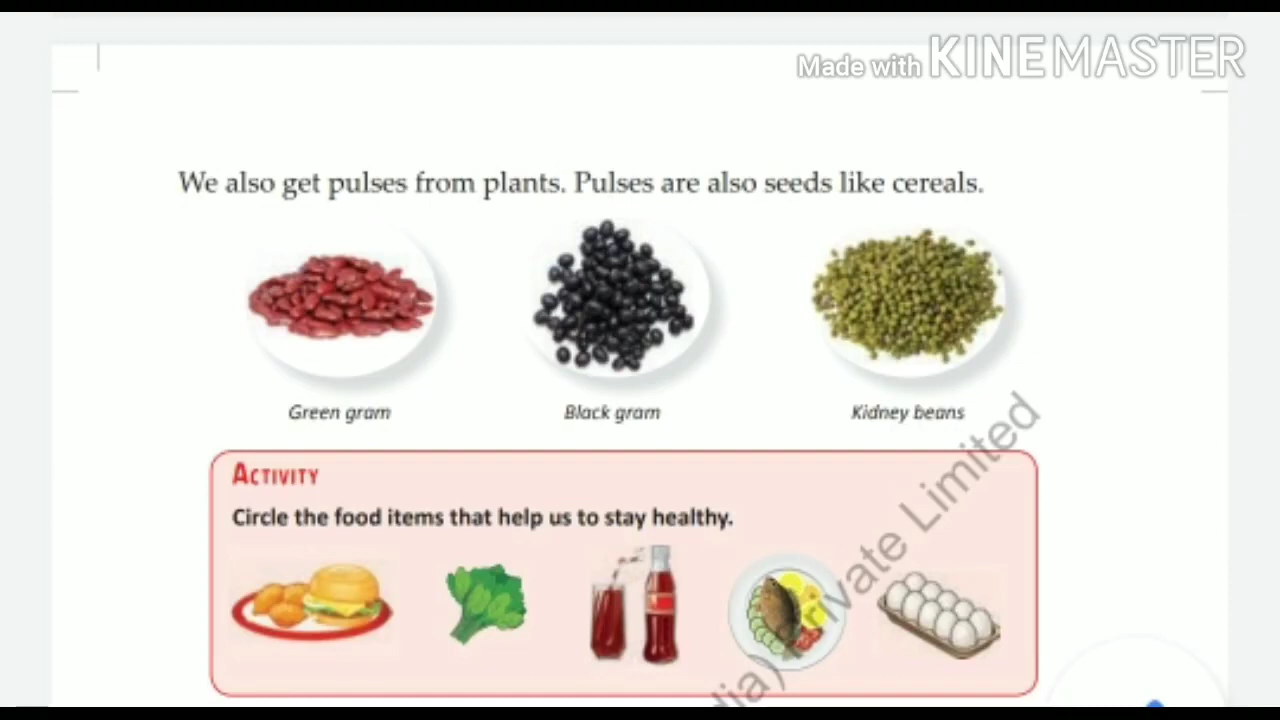 Made with KINEMASTER
We also get pulses from plants. Pulses are also seeds like cereals.
Green gram
Black gram
Kidney beans
ACTIVITY
Circle the food items that help us to stay healthy.
Limited